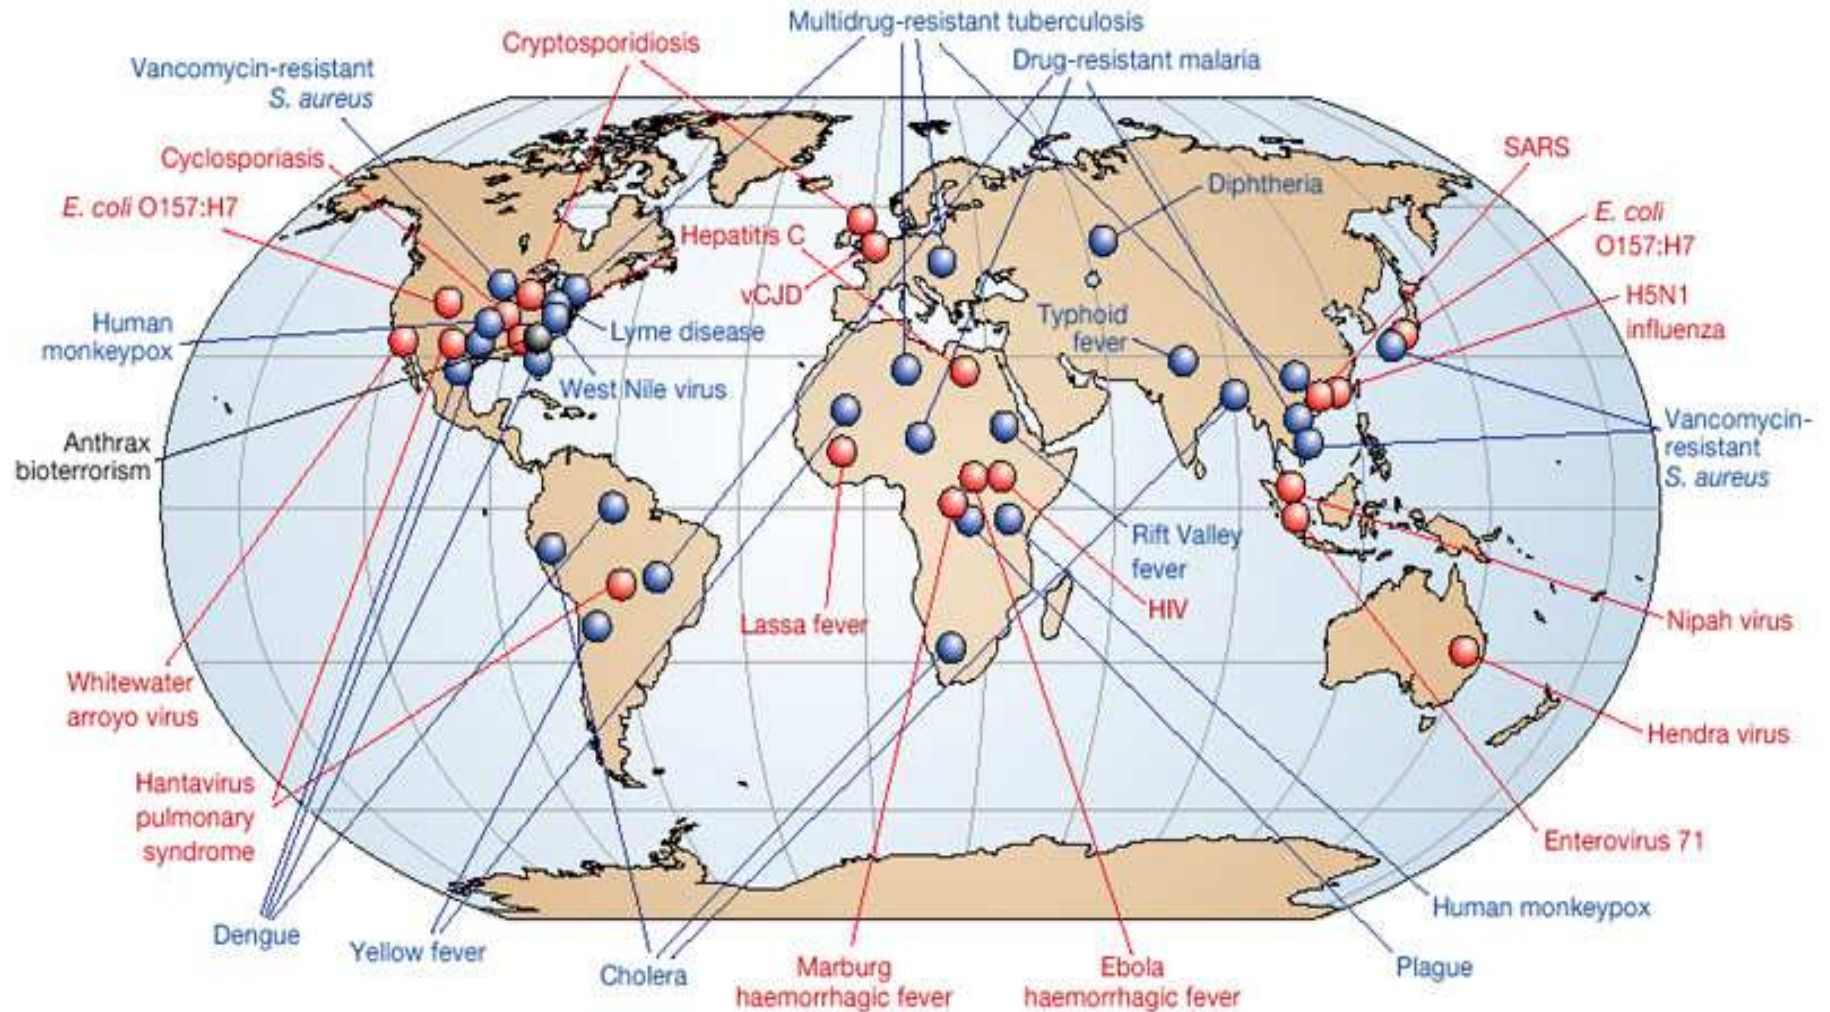 Multidrug-resistant tuberculosis
Cryptosporidiosis
Drug-resistant malaria
Vancomycin-resistant
S. aureus
SARS
Cyclosporiasis
Diphtheria
E. coli O157:H7
E. coli
O157:H7
Hepatitis C
vCJD
H5N1
influenza
Human
monkeypox
Lyme disease
Typhoid
fever
West Nile virus
Vancomycin-
resistant
S. aureus
Anthrax
bioterrorism
Rift Valley
fever
HIV
Lassa fever
Nipah virus
Whitewater
arroyo virus
Hendra virus
Hantavirus
pulmonary
syndrome
Enterovirus 71
Human monkeypox
Dengue
Yellow fever
Cholera
Marburg
haemorrhagic fever
Ebola
haemorrhagic fever
Plague